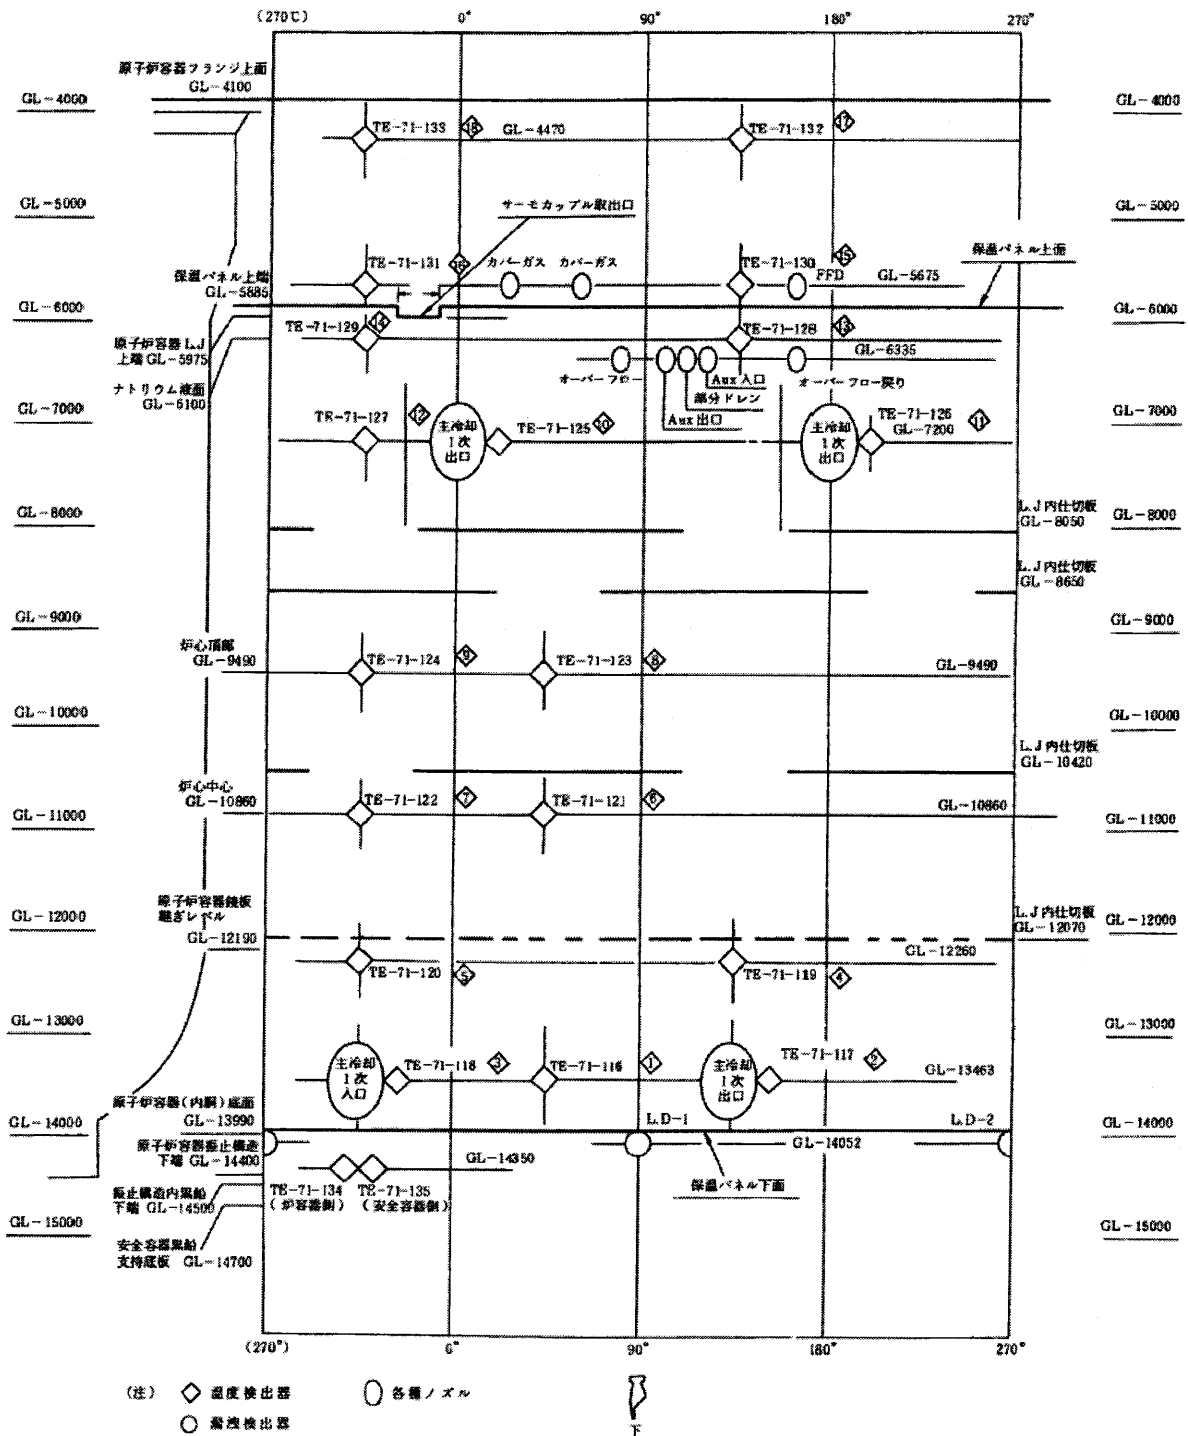 (270℃)
0°
90°
180°
270°
原子炉容器フランジ上面
GL-4100
GL-4000
GL-4000
TE-71-133
18
GL-4470
TE-71-132
17
GL-5000
GL-5000
サーモカップル取出口
保温パネル上面
TE-71-131
16
カバーガス
カバーガス
TE-71-130
15
FFD
GL-5675
保温パネル上端
GL-5885
GL-6000
GL-6000
TE-71-129
14
TE-71-128
13
原子炉容器 L.J
上端 GL-5975
GL-6335
ナトリウム液面
GL-6100
オーバーフロー
Aux 入口
オーバーフロー戻り
部分ドレン
Aux 出口
GL-7000
GL-7000
TE-71-127
12
主冷却
1次
出口
TE-71-125
10
主冷却
1次
出口
TE-71-126
GL-7200
11
GL-8000
GL-8000
L.J 内仕切板
GL-8050
L.J 内仕切板
GL-8650
GL-9000
GL-9000
炉心頂部
GL-9490
TE-71-124
9
TE-71-123
8
GL-9490
GL-10000
GL-10000
L.J 内仕切板
GL-10420
炉心中心
GL-10860
TE-71-122
7
TE-71-121
6
GL-10860
GL-11000
GL-11000
原子炉容器鏡板
継ぎレベル
GL-12190
GL-12000
GL-12000
L.J 内仕切板
GL-12070
GL-12260
TE-71-120
5
TE-71-119
4
GL-13000
GL-13000
主冷却
1次
入口
TE-71-118
3
TE-71-116
1
主冷却
1次
出口
TE-71-117
2
GL-13463
原子炉容器(内胴)底面
GL-13990
GL-14000
GL-14000
L.D-1
L.D-2
GL-14052
原子炉容器振止構造
下端 GL-14400
GL-14350
TE-71-134
(炉容器側)
TE-71-135
(安全容器側)
保温パネル下面
振止構造内黒鉛
下端 GL-14500
GL-15000
GL-15000
安全容器黒鉛
支持底板 GL-14700
(270°)
0°
90°
180°
270°
(注)
温度検出器
各種ノズル
漏洩検出器
下